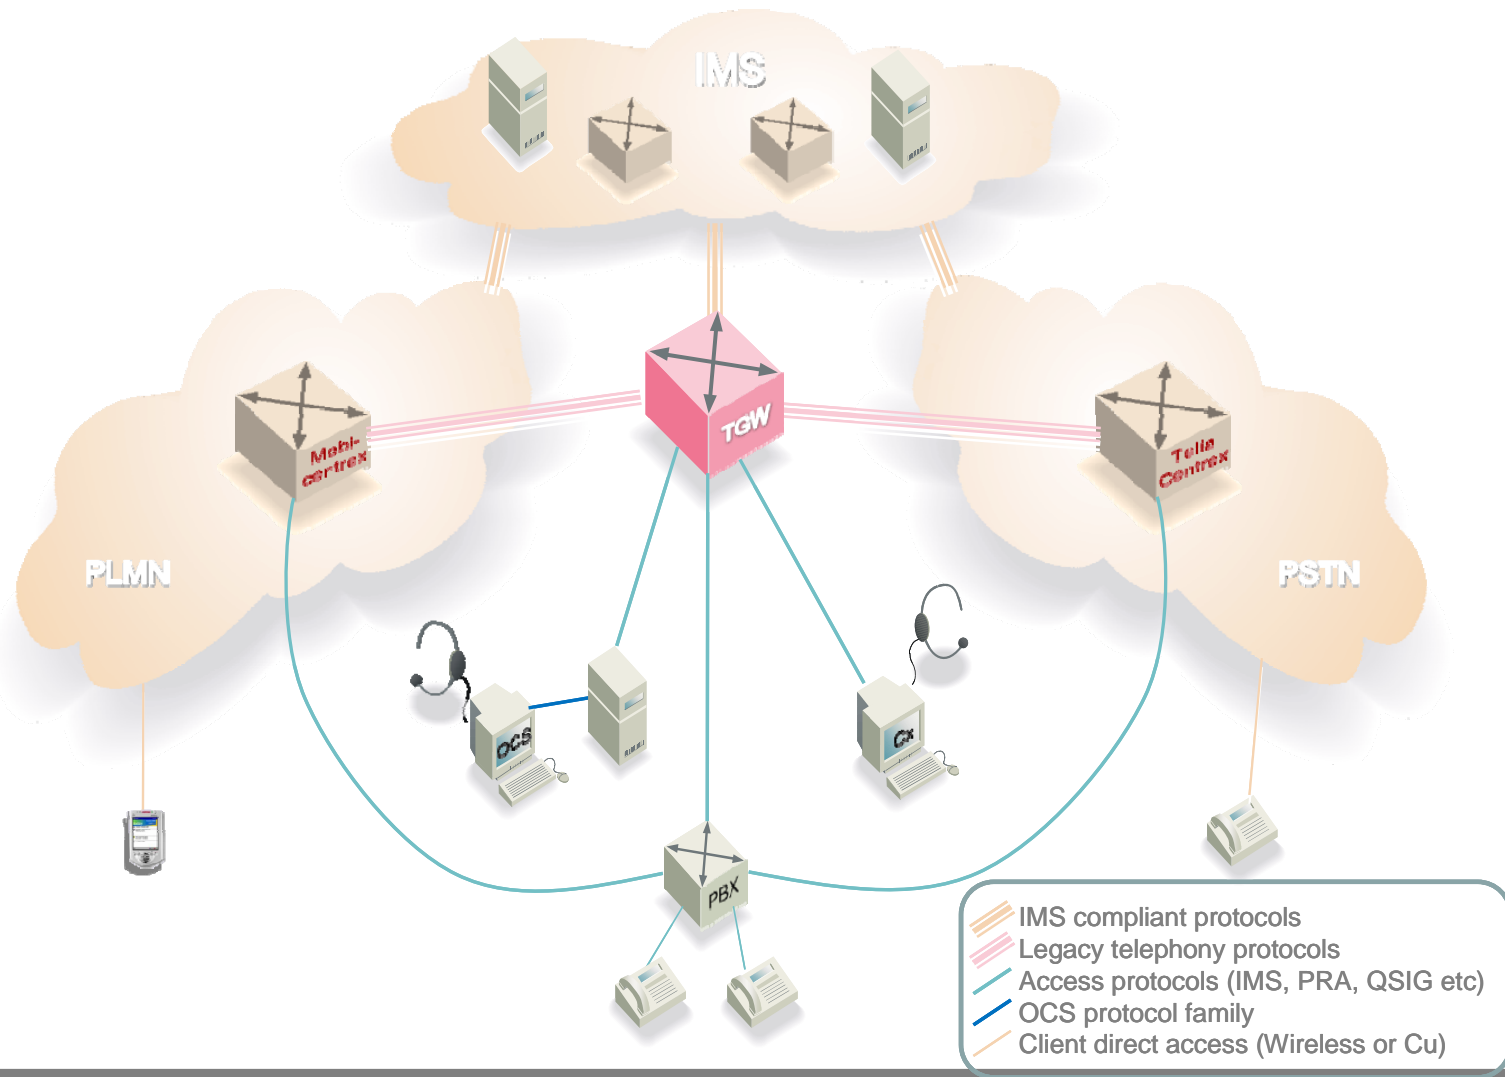 IMS
TGW
Mobi-
centrex
Telia
Centrex
PLMN
PSTN
OCS
Cx
PBX
IMS compliant protocols
Legacy telephony protocols
Access protocols (IMS, PRA, QSIG etc)
OCS protocol family
Client direct access (Wireless or Cu)